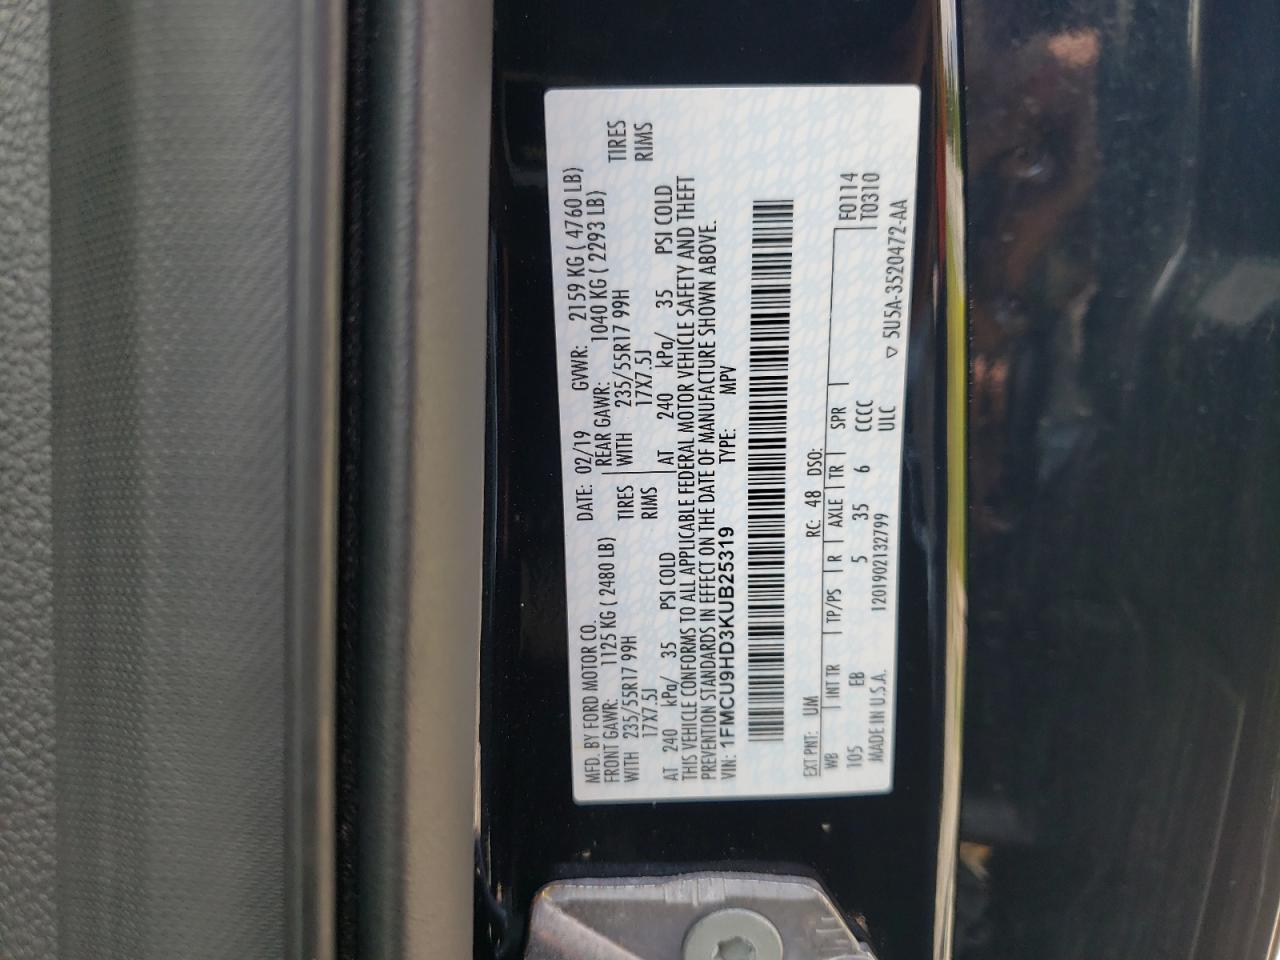 MFD. BY FORD MOTOR CO.
DATE: 02/19 GVWR: 2159 KG ( 4760 LB)
FRONT GAWR: 1125 KG ( 2480 LB)
REAR GAWR: 1040 KG ( 2293 LB)
WITH 235/55R17 99H TIRES
WITH 235/55R17 99H TIRES
17X7.5J RIMS
17X7.5J RIMS
AT 240 kPa/ 35 PSI COLD
AT 240 kPa/ 35 PSI COLD
THIS VEHICLE CONFORMS TO ALL APPLICABLE FEDERAL MOTOR VEHICLE SAFETY AND THEFT
PREVENTION STANDARDS IN EFFECT ON THE DATE OF MANUFACTURE SHOWN ABOVE.
VIN: 1FMCU9HD3KUB25319 TYPE: MPV
EXT PNT: UM RC: 48 DSO:
WB INT TR TP/PS R AXLE TR SPR F0114
105 EB 5 35 6 CCCC T0310
MADE IN U.S.A. 1201902132799 ULC
▽ 5U5A-3520472-AA